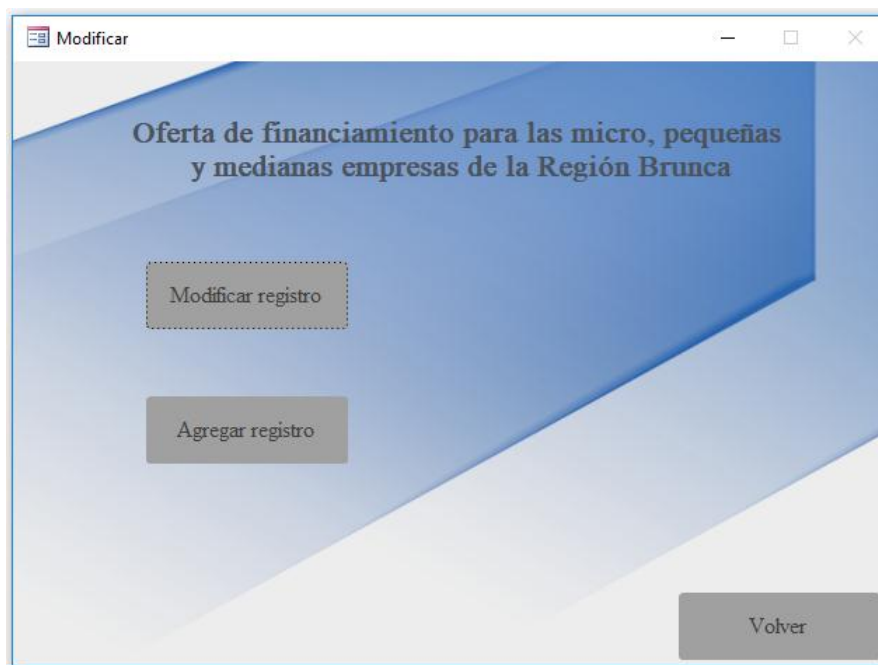 Modificar
Oferta de financiamiento para las micro, pequeñas
y medianas empresas de la Región Brunca
Modificar registro
Agregar registro
Volver